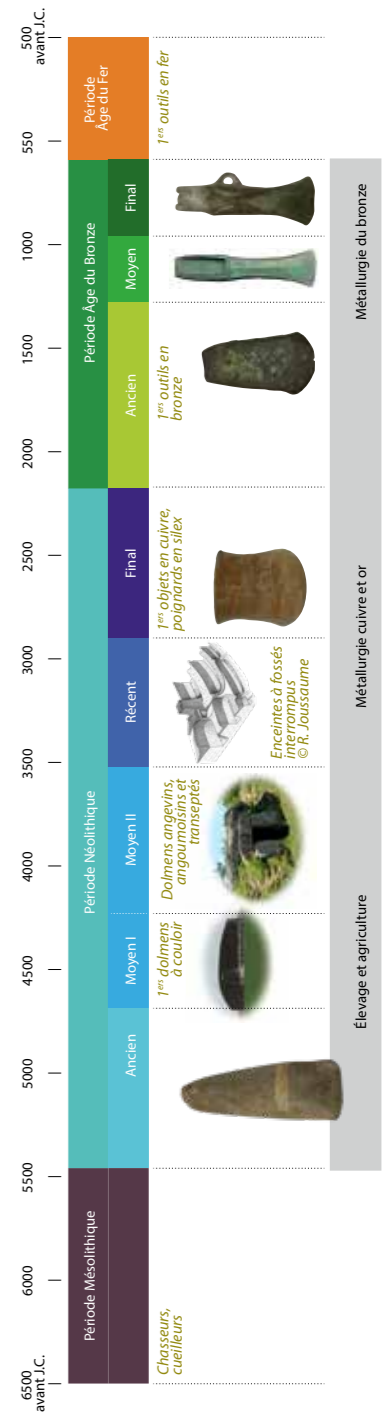 6500
avant J.C.
6000
5500
5000
4500
4000
3500
3000
2500
2000
1500
1000
550
500
avant J.C.
Période Mésolithique
Période Néolithique
Période Âge du Bronze
Période
Âge du Fer
Ancien
Moyen I
Moyen II
Récent
Final
Ancien
Moyen
Final
Chasseurs,
cueilleurs
1ers dolmens
à couloir
Dolmens angevins,
angoumoisins et
transeptés
Enceintes à fossés
interrompus
© R. Joussaume
1ers objets en cuivre,
poignards en silex
1ers outils en
bronze
1ers outils en fer
Élevage et agriculture
Métallurgie cuivre et or
Métallurgie du bronze